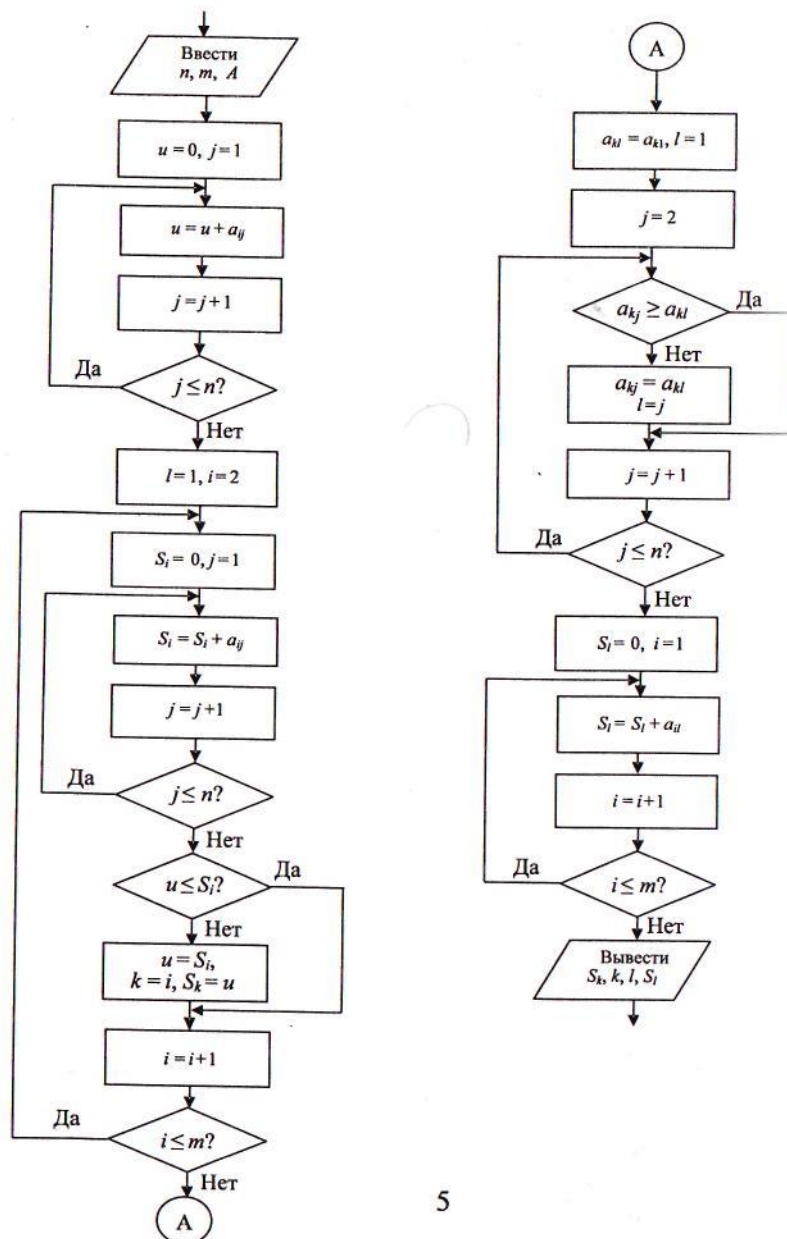 Ввести
n, m, A
u = 0, j = 1
u = u + a_ij
j = j + 1
Да
j ≤ n?
Нет
l = 1, i = 2
S_i = 0, j = 1
S_i = S_i + a_ij
j = j + 1
Да
j ≤ n?
Нет
u ≤ S_i?
Да
Нет
u = S_i,
k = i, S_k = u
i = i + 1
Да
i ≤ m?
Нет
А
А
a_kl = a_k1, l = 1
j = 2
a_kj ≥ a_kl
Да
Нет
a_kj = a_kl
l = j
j = j + 1
Да
j ≤ n?
Нет
S_l = 0, i = 1
S_l = S_l + a_il
i = i + 1
Да
i ≤ m?
Нет
Вывести
S_k, k, l, S_l
5